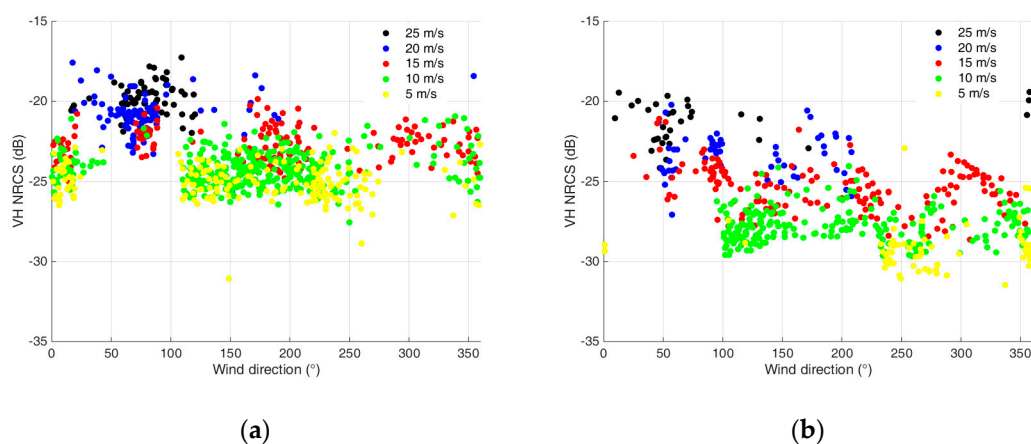 -15
-20
-25
-30
-35
VH NRCS (dB)
0 50 100 150 200 250 300 350
Wind direction (°)
25 m/s
20 m/s
15 m/s
10 m/s
5 m/s
(a)
-15
-20
-25
-30
-35
VH NRCS (dB)
0 50 100 150 200 250 300 350
Wind direction (°)
25 m/s
20 m/s
15 m/s
10 m/s
5 m/s
(b)